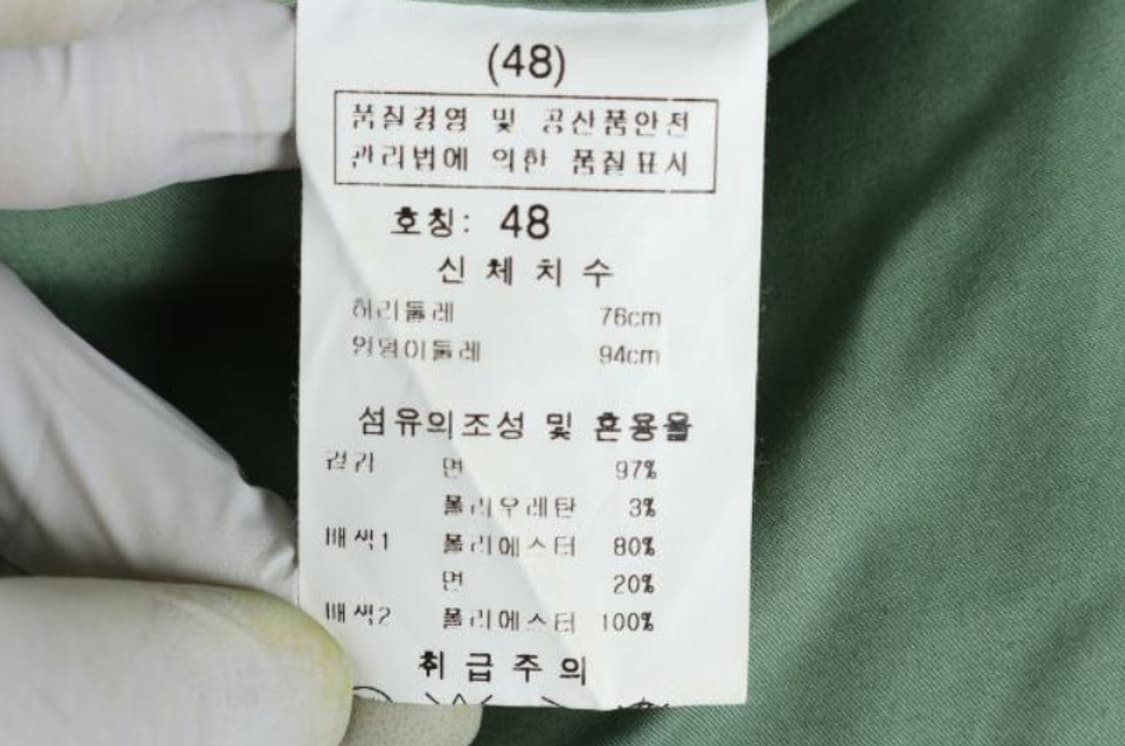 (48)
품질경영 및 공산품안전
관리법에 의한 품질표시
호칭: 48
신체치수
허리둘레 76cm
엉덩이둘레 94cm
섬유의조성 및 혼용율
겉감 면 97%
폴리우레탄 3%
배색1 폴리에스터 80%
면 20%
배색2 폴리에스터 100%
취급주의